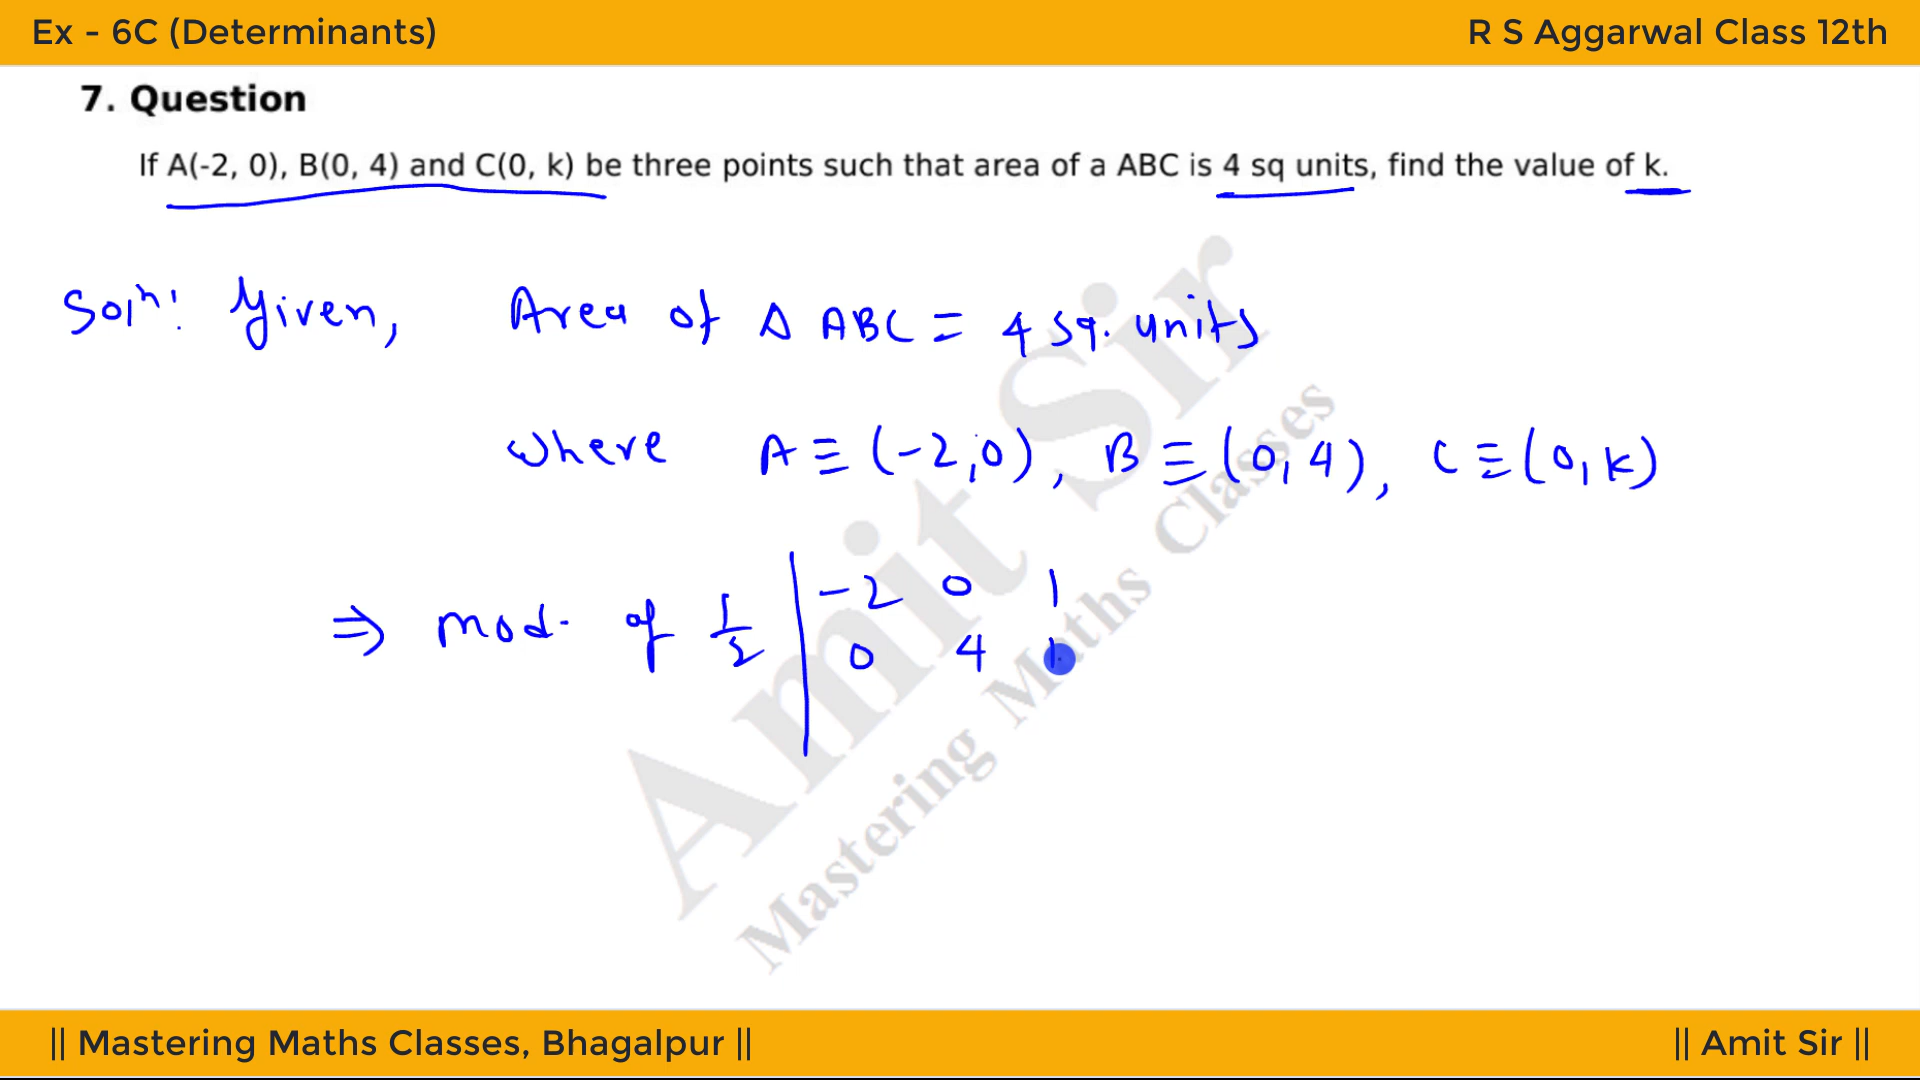 Ex - 6C (Determinants)
R S Aggarwal Class 12th
7. Question
If A(-2, 0), B(0, 4) and C(0, k) be three points such that area of a ABC is 4 sq units, find the value of k.
Solⁿ: Given, Area of Δ ABC = 4 sq. units
where A ≡ (-2,0), B ≡ (0,4), C ≡ (0,k)
⇒ mod. of 1/2 | -2 0 1
0 4 1
Amit Sir
Mastering Maths Classes
|| Mastering Maths Classes, Bhagalpur ||
|| Amit Sir ||